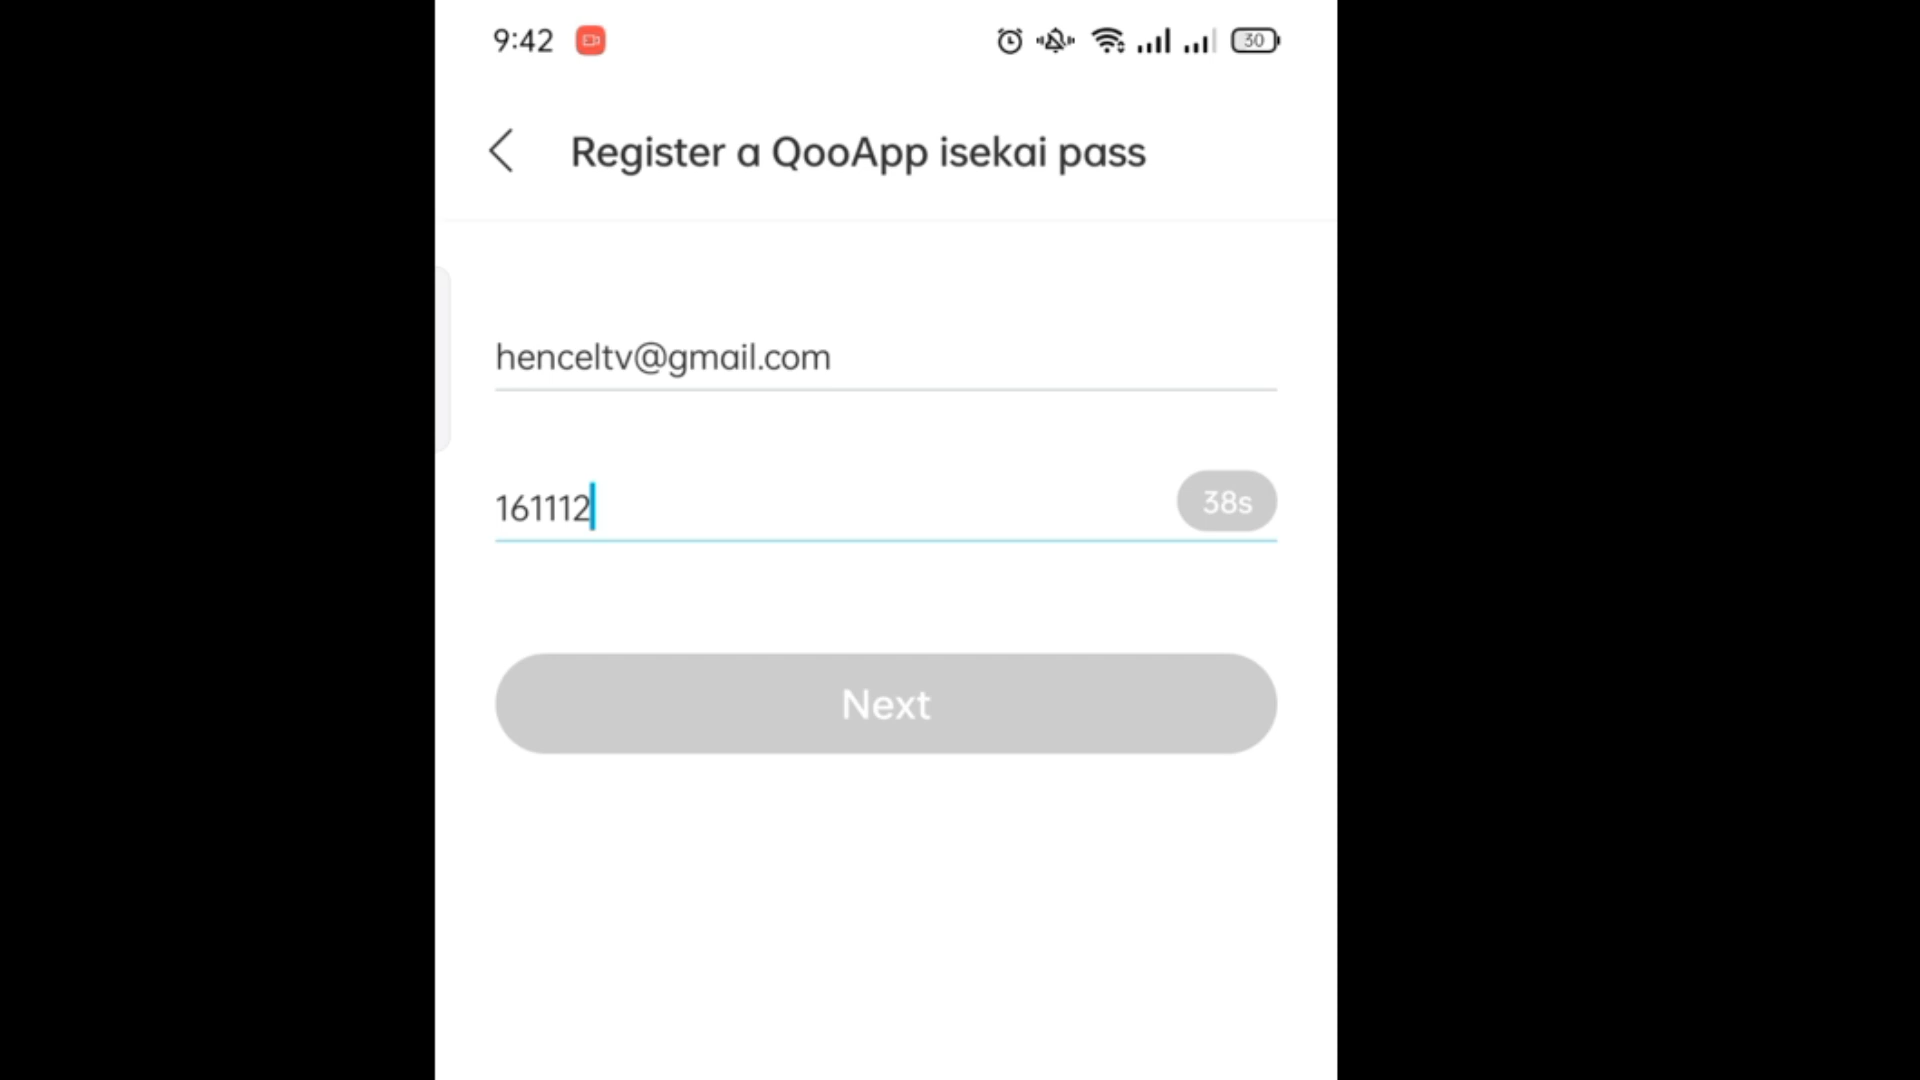 9:42
30
Register a QooApp isekai pass
henceltv@gmail.com
161112
38s
Next